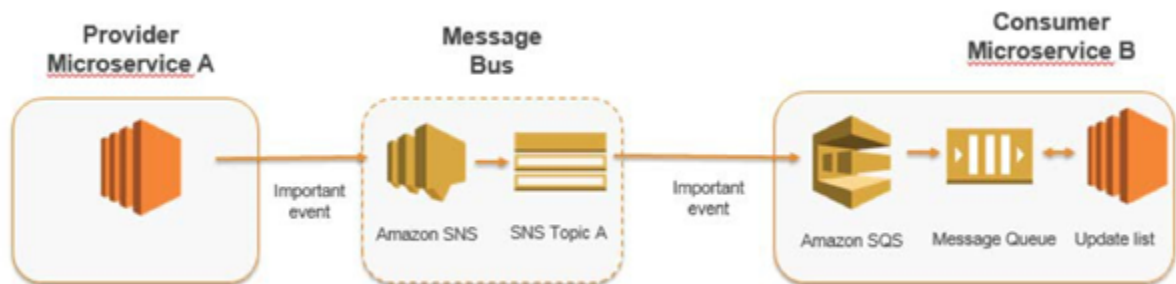 Provider
Microservice A
Message
Bus
Consumer
Microservice B
Important
event
Amazon SNS
SNS Topic A
Important
event
Amazon SQS
Message Queue
Update list